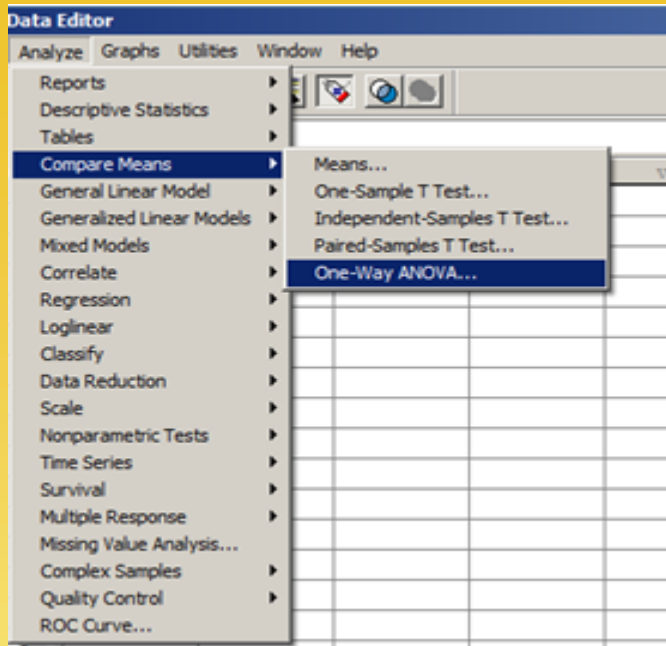 Data Editor
Analyze Graphs Utilities Window Help
Reports
Descriptive Statistics
Tables
Compare Means
General Linear Model
Generalized Linear Models
Mixed Models
Correlate
Regression
Loglinear
Classify
Data Reduction
Scale
Nonparametric Tests
Time Series
Survival
Multiple Response
Missing Value Analysis...
Complex Samples
Quality Control
ROC Curve...
Means...
One-Sample T Test...
Independent-Samples T Test...
Paired-Samples T Test...
One-Way ANOVA...